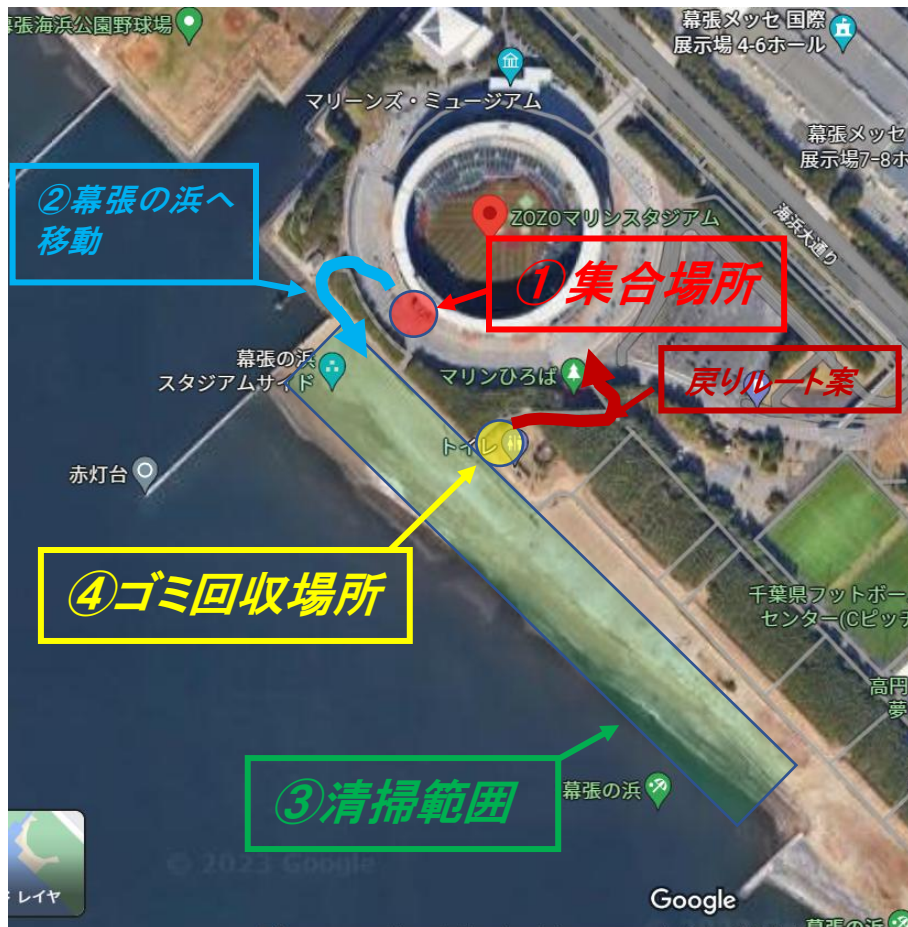 幕張海浜公園野球場
幕張メッセ 国際
展示場 4-6ホール
マリーンズ・ミュージアム
幕張メッセ
展示場7-8ホ
②幕張の浜へ
移動
ZOZOマリンスタジアム
海浜大通り
①集合場所
幕張の浜
スタジアムサイド
マリンひろば
戻りルート案
トイレ
赤灯台
④ゴミ回収場所
千葉県フットボー
センター(Cピッチ
高円
夢
③清掃範囲
幕張の浜
© 2023 Google
レイヤ
Google
幕張の浜